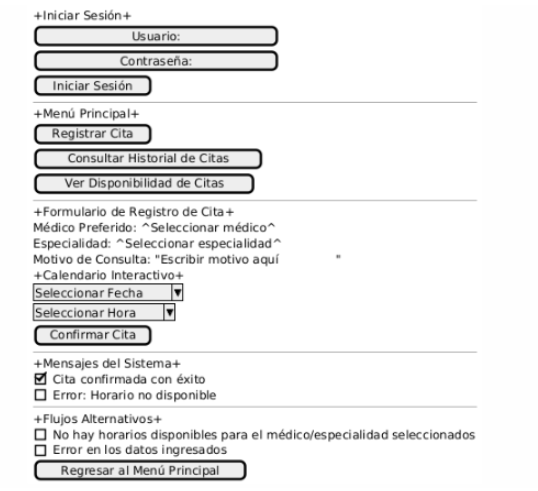 +Iniciar Sesión+
Usuario:
Contraseña:
Iniciar Sesión
+Menú Principal+
Registrar Cita
Consultar Historial de Citas
Ver Disponibilidad de Citas
+Formulario de Registro de Cita+
Médico Preferido: ^Seleccionar médico^
Especialidad: ^Seleccionar especialidad^
Motivo de Consulta: "Escribir motivo aquí "
+Calendario Interactivo+
Seleccionar Fecha
Seleccionar Hora
Confirmar Cita
+Mensajes del Sistema+
Cita confirmada con éxito
Error: Horario no disponible
+Flujos Alternativos+
No hay horarios disponibles para el médico/especialidad seleccionados
Error en los datos ingresados
Regresar al Menú Principal